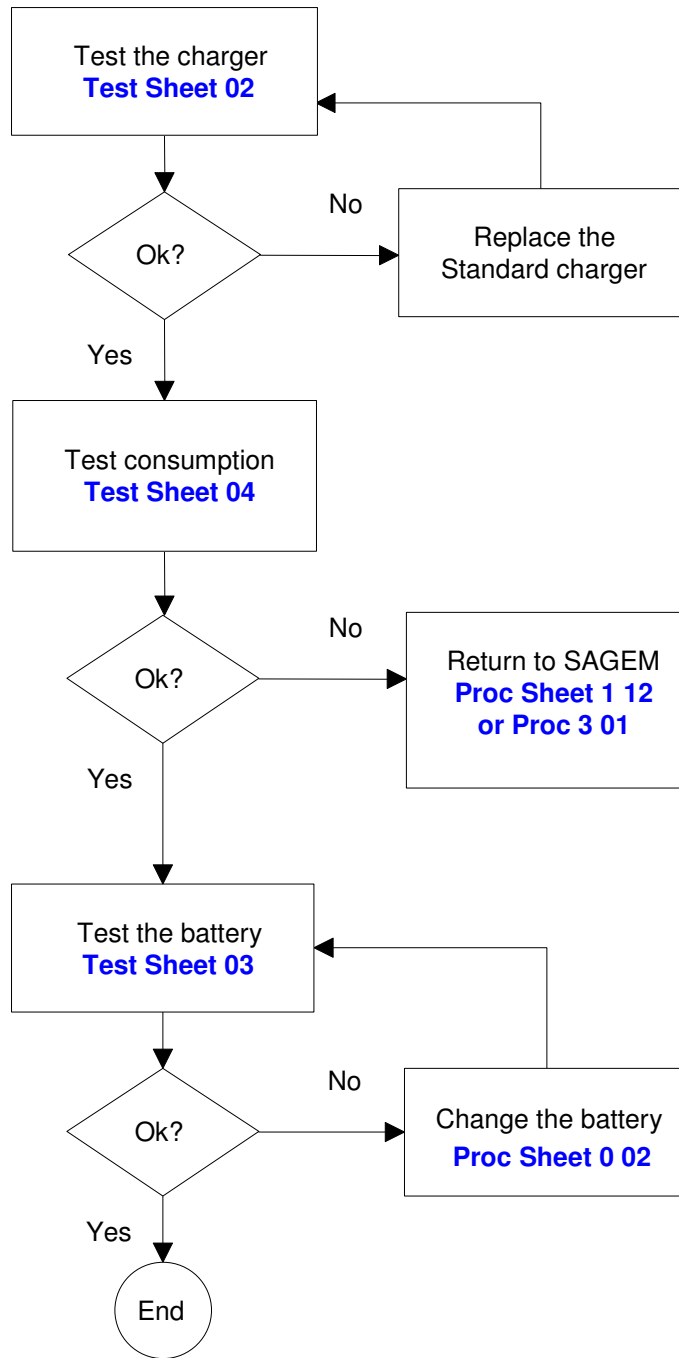 Test the charger
Test Sheet 02
No
Ok?
Replace the
Standard charger
Yes
Test consumption
Test Sheet 04
No
Ok?
Return to SAGEM
Proc Sheet 1 12
or Proc 3 01
Yes
Test the battery
Test Sheet 03
No
Ok?
Change the battery
Proc Sheet 0 02
Yes
End